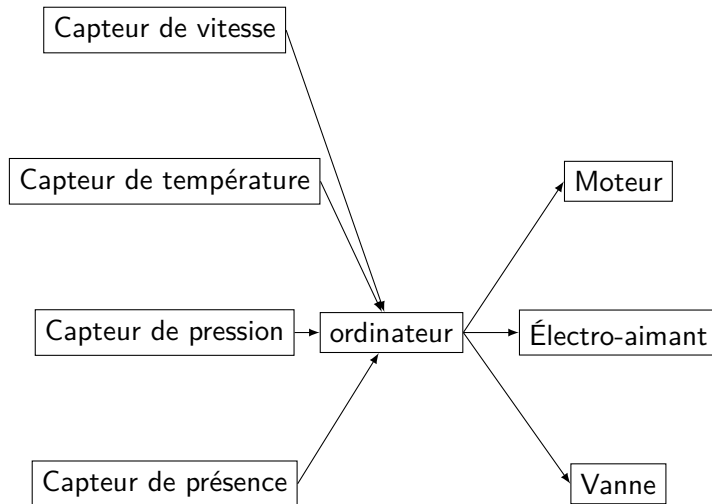 Capteur de vitesse
Capteur de température
Moteur
Capteur de pression
ordinateur
Électro-aimant
Capteur de présence
Vanne